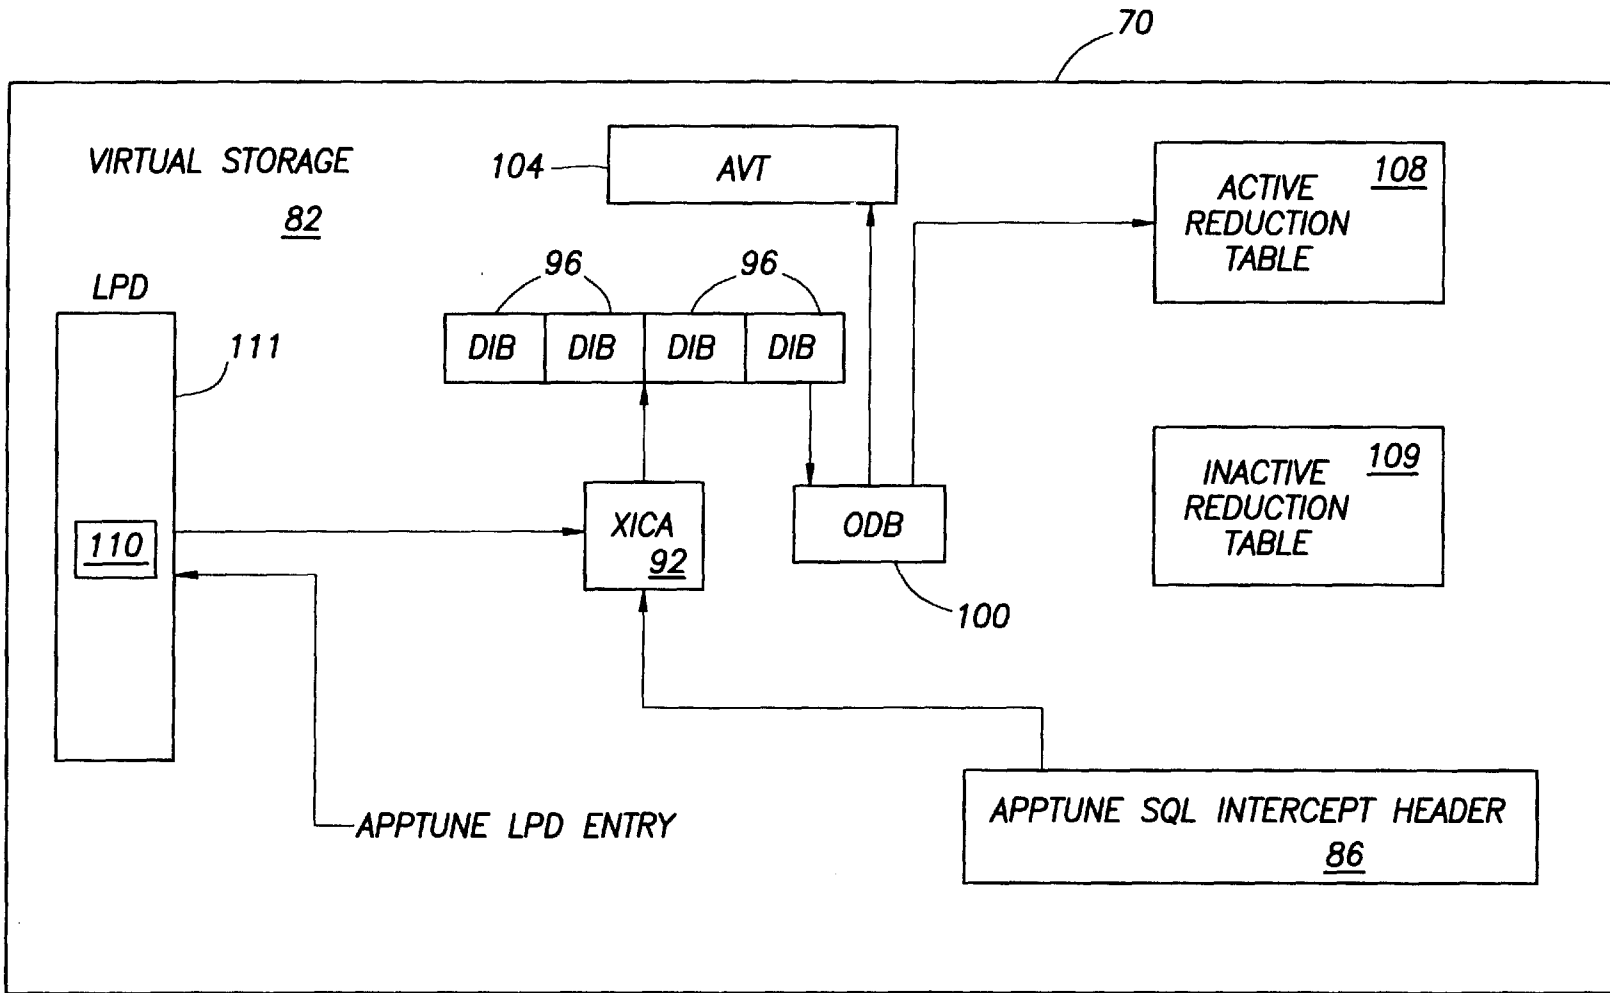 70
VIRTUAL STORAGE
82
104
AVT
108
ACTIVE
REDUCTION
TABLE
96
96
LPD
111
DIB DIB DIB DIB
110
XICA
92
ODB
100
109
INACTIVE
REDUCTION
TABLE
APPTUNE LPD ENTRY
APPTUNE SQL INTERCEPT HEADER
86